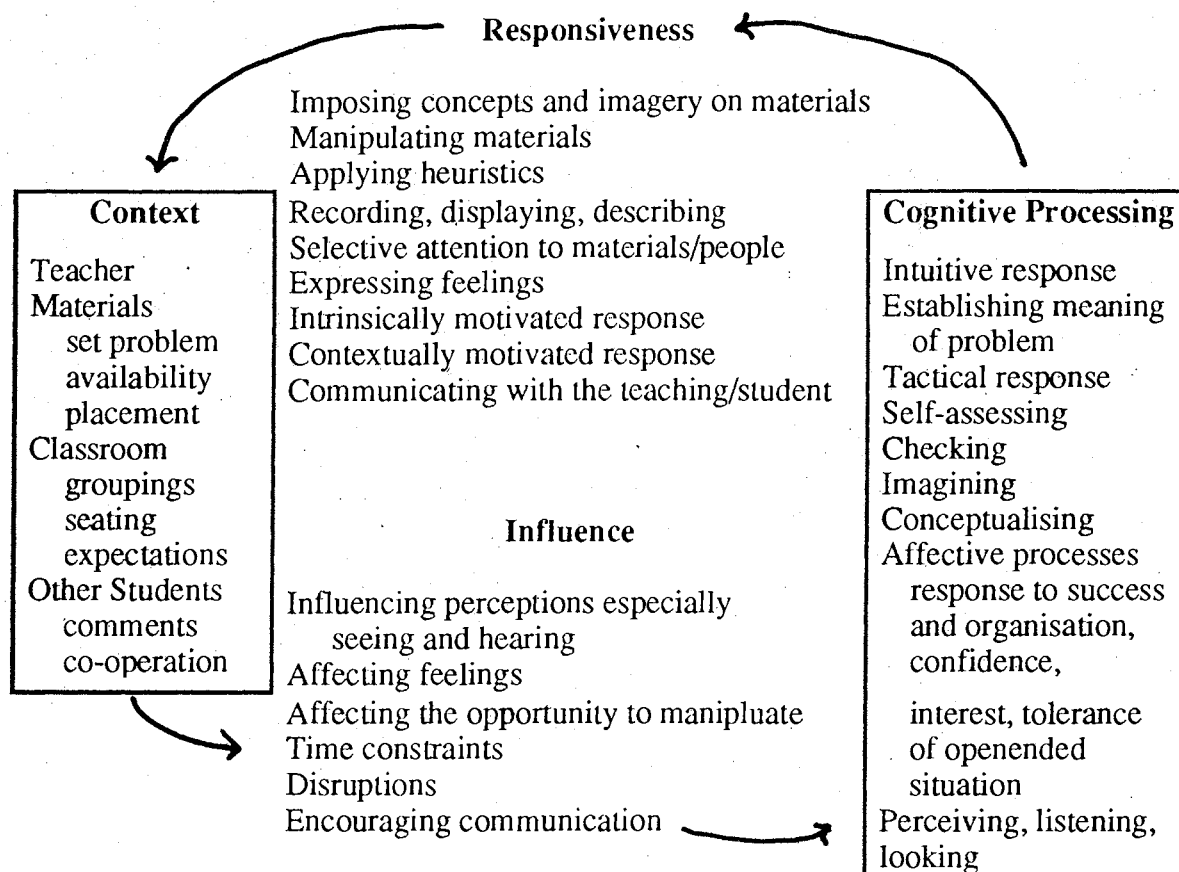 Responsiveness
Imposing concepts and imagery on materials
Manipulating materials
Applying heuristics
Recording, displaying, describing
Selective attention to materials/people
Expressing feelings
Intrinsically motivated response
Contextually motivated response
Communicating with the teaching/student
Context
Teacher
Materials
set problem
availability
placement
Classroom
groupings
seating
expectations
Other Students
comments
co-operation
Influence
Influencing perceptions especially
seeing and hearing
Affecting feelings
Affecting the opportunity to manipluate
Time constraints
Disruptions
Encouraging communication
Cognitive Processing
Intuitive response
Establishing meaning
of problem
Tactical response
Self-assessing
Checking
Imagining
Conceptualising
Affective processes
response to success
and organisation,
confidence,
interest, tolerance
of openended
situation
Perceiving, listening,
looking